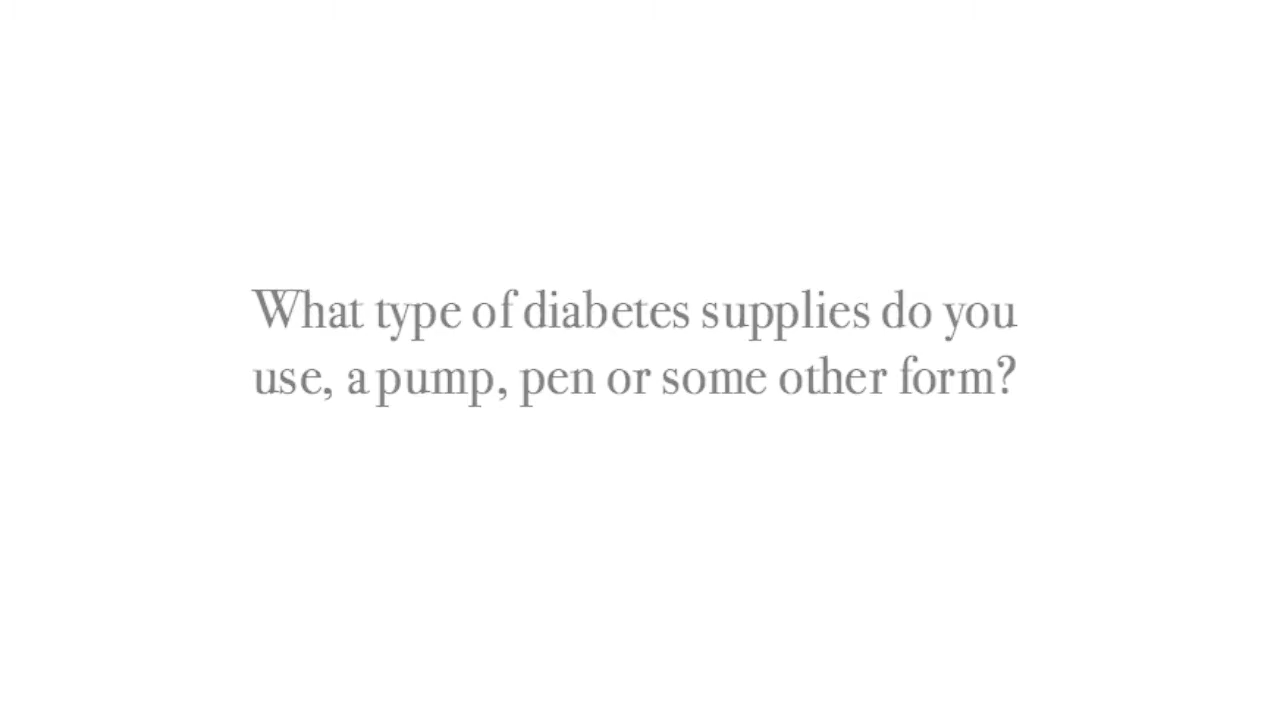 What type of diabetes supplies do you
use, a pump, pen or some other form?